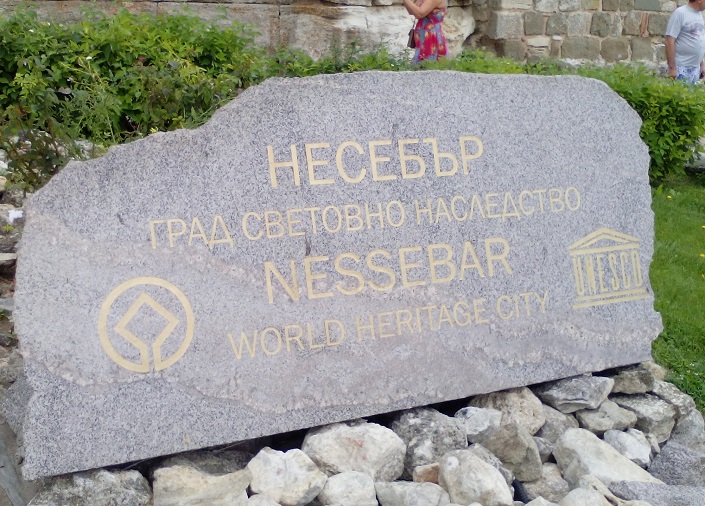 НЕСЕБЪР
ГРАД СВЕТОВНО НАСЛЕДСТВО
NESSEBAR
WORLD HERITAGE CITY
UNESCO